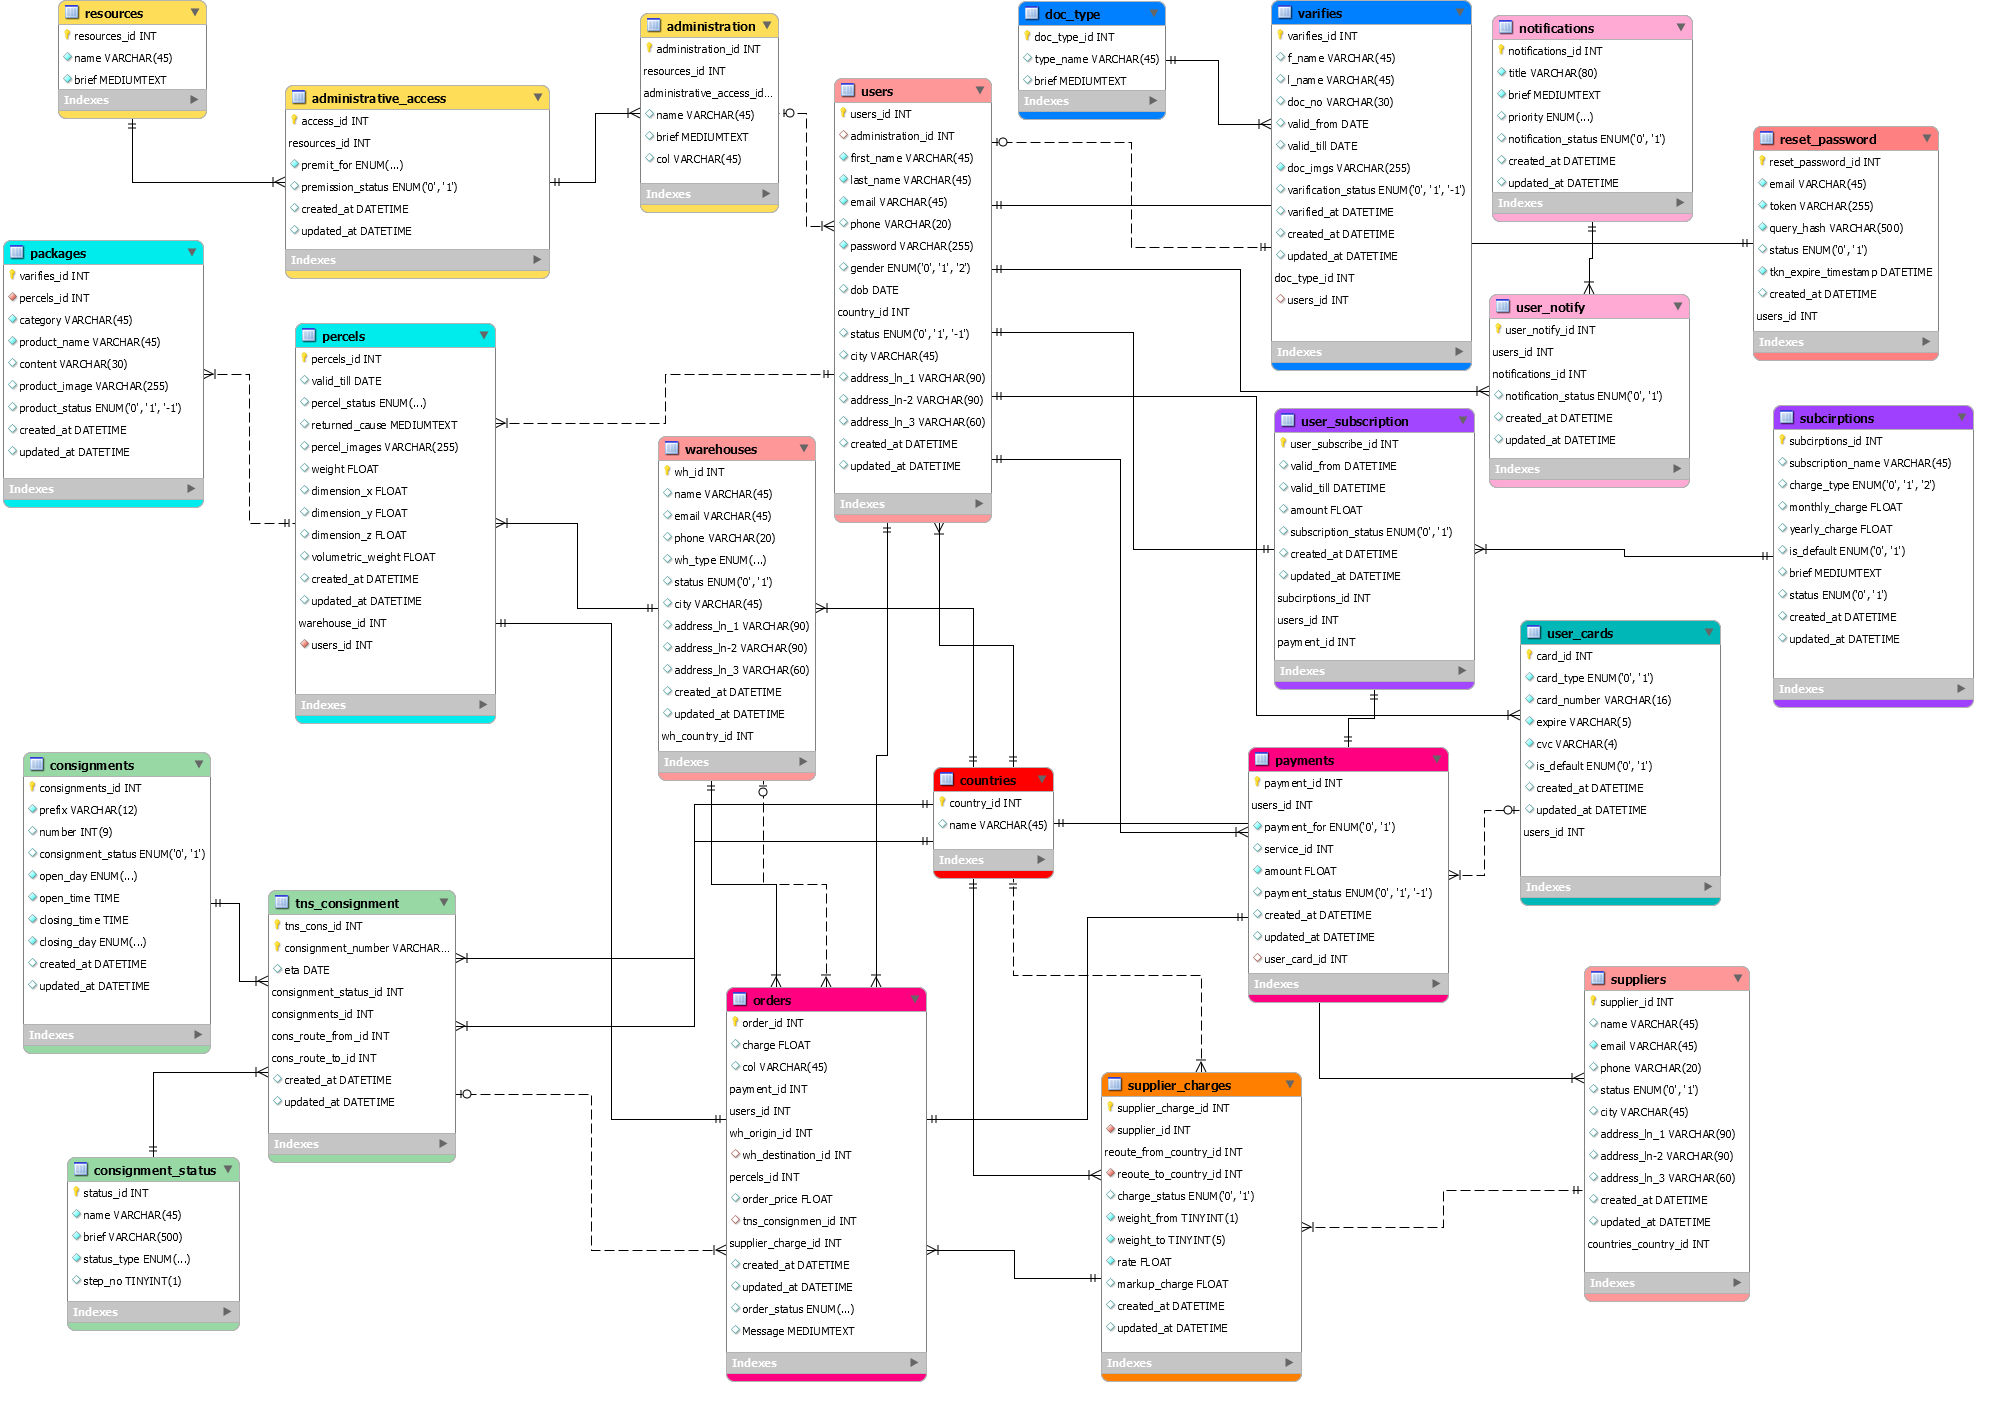 resources
resources_id INT
name VARCHAR(45)
brief MEDIUMTEXT
Indexes
administrative_access
access_id INT
resources_id INT
premit_for ENUM(...)
premission_status ENUM('0', '1')
created_at DATETIME
updated_at DATETIME
Indexes
administration
administration_id INT
resources_id INT
administrative_access_id...
name VARCHAR(45)
brief MEDIUMTEXT
col VARCHAR(45)
Indexes
users
users_id INT
administration_id INT
first_name VARCHAR(45)
last_name VARCHAR(45)
email VARCHAR(45)
phone VARCHAR(20)
password VARCHAR(255)
gender ENUM('0', '1', '2')
dob DATE
country_id INT
status ENUM('0', '1', '-1')
city VARCHAR(45)
address_ln_1 VARCHAR(90)
address_ln-2 VARCHAR(90)
address_ln_3 VARCHAR(60)
created_at DATETIME
updated_at DATETIME
Indexes
doc_type
doc_type_id INT
type_name VARCHAR(45)
brief MEDIUMTEXT
Indexes
varifies
varifies_id INT
f_name VARCHAR(45)
l_name VARCHAR(45)
doc_no VARCHAR(30)
valid_from DATE
valid_till DATE
doc_imgs VARCHAR(255)
varification_status ENUM('0', '1', '-1')
varified_at DATETIME
created_at DATETIME
updated_at DATETIME
doc_type_id INT
users_id INT
Indexes
notifications
notifications_id INT
title VARCHAR(80)
brief MEDIUMTEXT
priority ENUM(...)
notification_status ENUM('0', '1')
created_at DATETIME
updated_at DATETIME
Indexes
reset_password
reset_password_id INT
email VARCHAR(45)
token VARCHAR(255)
query_hash VARCHAR(500)
status ENUM('0', '1')
tkn_expire_timestamp DATETIME
created_at DATETIME
users_id INT
Indexes
packages
varifies_id INT
percels_id INT
category VARCHAR(45)
product_name VARCHAR(45)
content VARCHAR(30)
product_image VARCHAR(255)
product_status ENUM('0', '1', '-1')
created_at DATETIME
updated_at DATETIME
Indexes
percels
percels_id INT
valid_till DATE
percel_status ENUM(...)
returned_cause MEDIUMTEXT
percel_images VARCHAR(255)
weight FLOAT
dimension_x FLOAT
dimension_y FLOAT
dimension_z FLOAT
volumetric_weight FLOAT
created_at DATETIME
updated_at DATETIME
warehouse_id INT
users_id INT
Indexes
warehouses
wh_id INT
name VARCHAR(45)
email VARCHAR(45)
phone VARCHAR(20)
wh_type ENUM(...)
status ENUM('0', '1')
city VARCHAR(45)
address_ln_1 VARCHAR(90)
address_ln-2 VARCHAR(90)
address_ln_3 VARCHAR(60)
created_at DATETIME
updated_at DATETIME
wh_country_id INT
Indexes
user_notify
user_notify_id INT
users_id INT
notifications_id INT
notification_status ENUM('0', '1')
created_at DATETIME
updated_at DATETIME
Indexes
user_subscription
user_subscribe_id INT
valid_from DATETIME
valid_till DATETIME
amount FLOAT
subscription_status ENUM('0', '1')
created_at DATETIME
updated_at DATETIME
subcirptions_id INT
users_id INT
payment_id INT
Indexes
subcirptions
subcirptions_id INT
subscription_name VARCHAR(45)
charge_type ENUM('0', '1', '2')
monthly_charge FLOAT
yearly_charge FLOAT
is_default ENUM('0', '1')
brief MEDIUMTEXT
status ENUM('0', '1')
created_at DATETIME
updated_at DATETIME
Indexes
user_cards
card_id INT
card_type ENUM('0', '1')
card_number VARCHAR(16)
expire VARCHAR(5)
cvc VARCHAR(4)
is_default ENUM('0', '1')
created_at DATETIME
updated_at DATETIME
users_id INT
Indexes
consignments
consignments_id INT
prefix VARCHAR(12)
number INT(9)
consignment_status ENUM('0', '1')
open_day ENUM(...)
open_time TIME
closing_time TIME
closing_day ENUM(...)
created_at DATETIME
updated_at DATETIME
Indexes
countries
country_id INT
name VARCHAR(45)
Indexes
payments
payment_id INT
users_id INT
payment_for ENUM('0', '1')
service_id INT
amount FLOAT
payment_status ENUM('0', '1', '-1')
created_at DATETIME
updated_at DATETIME
user_card_id INT
Indexes
tns_consignment
tns_cons_id INT
consignment_number VARCHAR...
eta DATE
consignment_status_id INT
consignments_id INT
cons_route_from_id INT
cons_route_to_id INT
created_at DATETIME
updated_at DATETIME
Indexes
orders
order_id INT
charge FLOAT
col VARCHAR(45)
payment_id INT
users_id INT
wh_origin_id INT
wh_destination_id INT
percels_id INT
order_price FLOAT
tns_consignmen_id INT
supplier_charge_id INT
created_at DATETIME
updated_at DATETIME
order_status ENUM(...)
Message MEDIUMTEXT
Indexes
suppliers
supplier_id INT
name VARCHAR(45)
email VARCHAR(45)
phone VARCHAR(20)
status ENUM('0', '1')
city VARCHAR(45)
address_ln_1 VARCHAR(90)
address_ln-2 VARCHAR(90)
address_ln_3 VARCHAR(60)
created_at DATETIME
updated_at DATETIME
countries_country_id INT
Indexes
supplier_charges
supplier_charge_id INT
supplier_id INT
reoute_from_country_id INT
reoute_to_country_id INT
charge_status ENUM('0', '1')
weight_from TINYINT(1)
weight_to TINYINT(5)
rate FLOAT
markup_charge FLOAT
created_at DATETIME
updated_at DATETIME
Indexes
consignment_status
status_id INT
name VARCHAR(45)
brief VARCHAR(500)
status_type ENUM(...)
step_no TINYINT(1)
Indexes